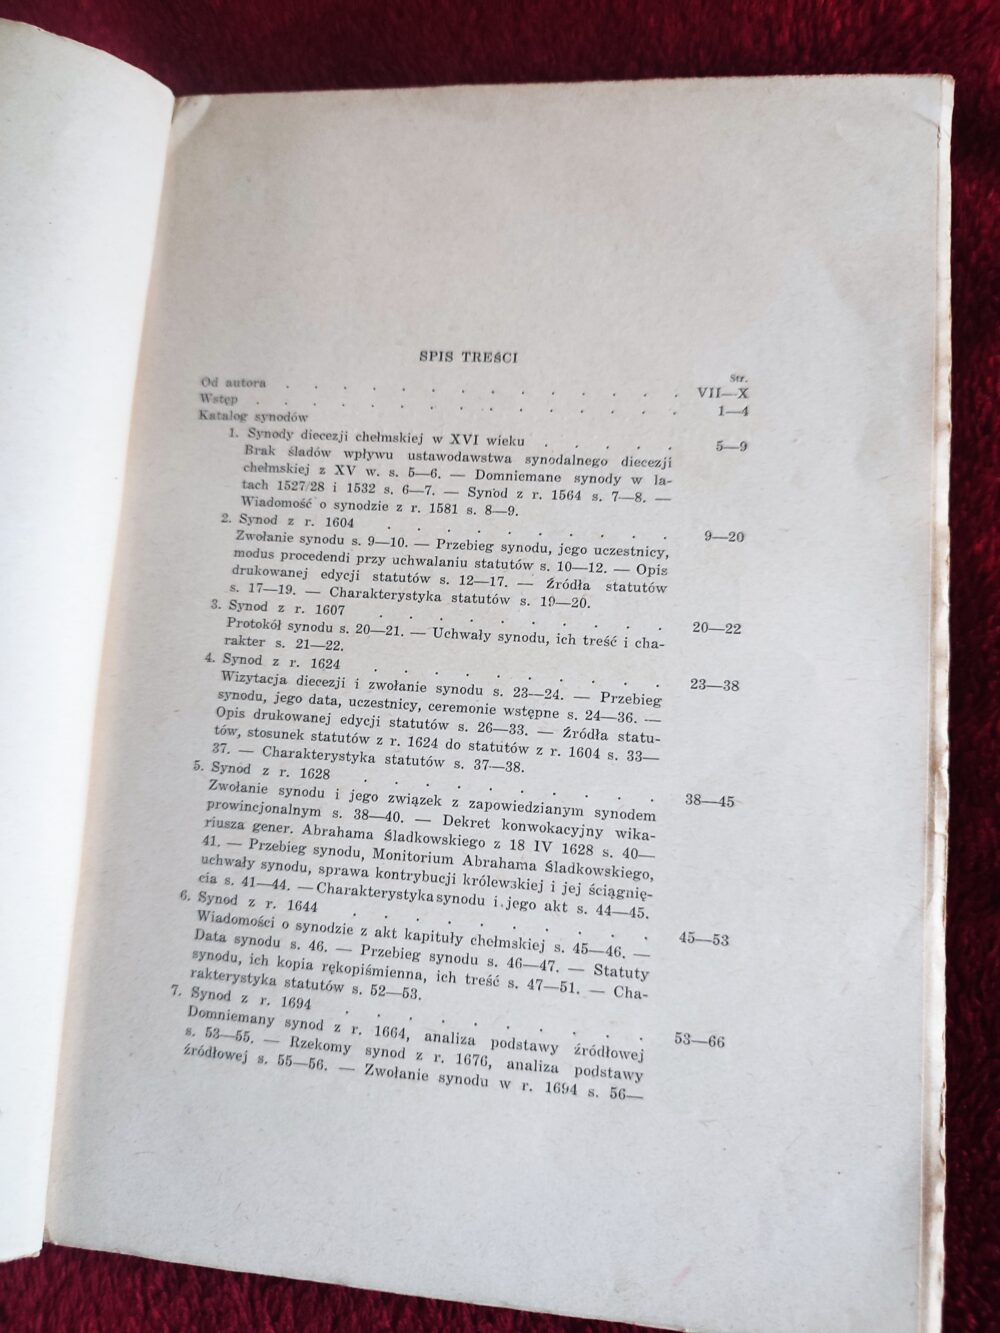 SPIS TREŚCI
Str.
Od autora . . . . . . . . . . . . . . VII—X
Wstęp . . . . . . . . . . . . . . . 1—4
Katalog synodów
1. Synody diecezji chełmskiej w XVI wieku . . . . . 5—9
Brak śladów wpływu ustawodawstwa synodalnego diecezji
chełmskiej z XV w. s. 5—6. — Domniemane synody w la-
tach 1527/28 i 1532 s. 6—7. — Synod z r. 1564 s. 7—8. —
Wiadomość o synodzie z r. 1581 s. 8—9.
2. Synod z r. 1604 . . . . . . . . . . 9—20
Zwołanie synodu s. 9—10. — Przebieg synodu, jego uczestnicy,
modus procedendi przy uchwalaniu statutów s. 10—12. — Opis
drukowanej edycji statutów s. 12—17. — Źródła statutów
s. 17—19. — Charakterystyka statutów s. 19—20.
3. Synod z r. 1607 . . . . . . . . . . 20—22
Protokół synodu s. 20—21. — Uchwały synodu, ich treść i cha-
rakter s. 21—22.
4. Synod z r. 1624 . . . . . . . . . . 23—38
Wizytacja diecezji i zwołanie synodu s. 23—24. — Przebieg
synodu, jego data, uczestnicy, ceremonie wstępne s. 24—36. —
Opis drukowanej edycji statutów s. 26—33. — Źródła statu-
tów, stosunek statutów z r. 1624 do statutów z r. 1604 s. 33—
37. — Charakterystyka statutów s. 37—38.
5. Synod z r. 1628 . . . . . . . . . . 38—45
Zwołanie synodu i jego związek z zapowiedzianym synodem
prowincjonalnym s. 38—40. — Dekret konwokacyjny wika-
riusza gener. Abrahama Śladkowskiego z 18 IV 1628 s. 40—
41. — Przebieg synodu, Monitorium Abrahama Śladkowskiego,
uchwały synodu, sprawa kontrybucji królewskiej i jej ściągnię-
cia s. 41—44. — Charakterystyka synodu i jego akt s. 44—45.
6. Synod z r. 1644 . . . . . . . . . . 45—53
Wiadomości o synodzie z akt kapituły chełmskiej s. 45—46. —
Data synodu s. 46. — Przebieg synodu s. 46—47. — Statuty
synodu, ich kopia rękopiśmienna, ich treść s. 47—51. — Cha-
rakterystyka statutów s. 52—53.
7. Synod z r. 1694 . . . . . . . . . . 53—66
Domniemany synod z r. 1664, analiza podstawy źródłowej
s. 53—55. — Rzekomy synod z r. 1676, analiza podstawy
źródłowej s. 55—56. — Zwołanie synodu w r. 1694 s. 56—